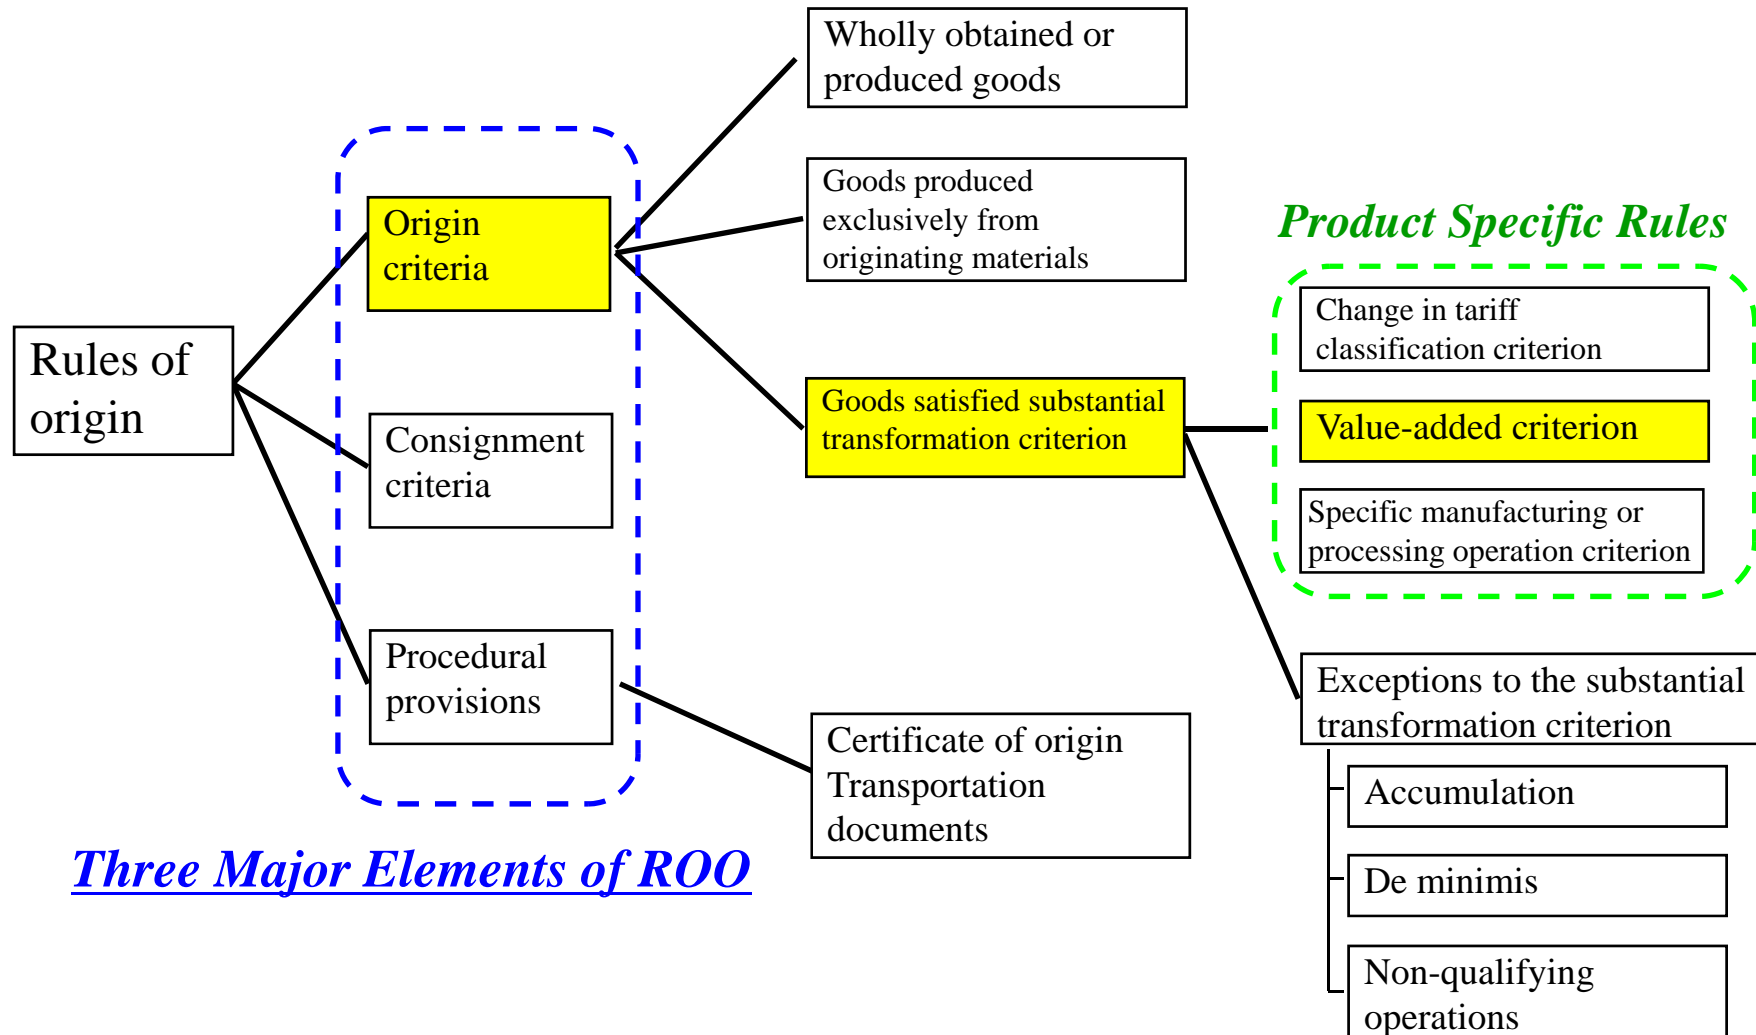 Rules of
origin
Origin
criteria
Consignment
criteria
Procedural
provisions
Three Major Elements of ROO
Wholly obtained or
produced goods
Goods produced
exclusively from
originating materials
Goods satisfied substantial
transformation criterion
Certificate of origin
Transportation
documents
Product Specific Rules
Change in tariff
classification criterion
Value-added criterion
Specific manufacturing or
processing operation criterion
Exceptions to the substantial
transformation criterion
Accumulation
De minimis
Non-qualifying
operations